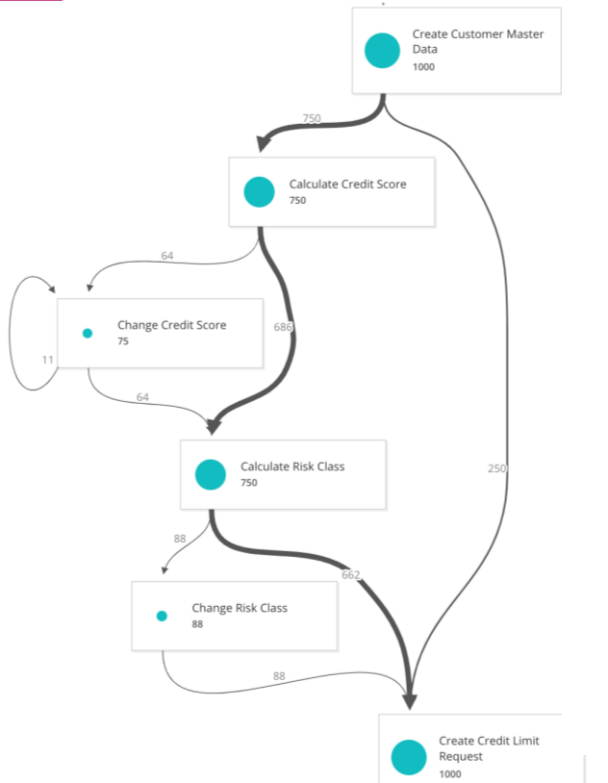 Create Customer Master
Data
1000
750
Calculate Credit Score
750
64
686
Change Credit Score
75
11
64
Calculate Risk Class
750
250
88
662
Change Risk Class
88
88
Create Credit Limit
Request
1000